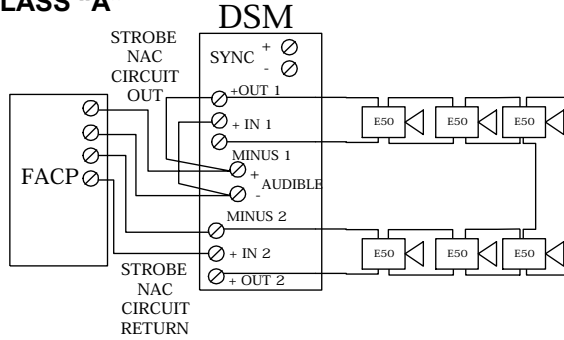 CLASS "A"
DSM
STROBE
NAC
CIRCUIT
OUT
SYNC + -
+OUT 1
+ IN 1
MINUS 1
+
AUDIBLE
-
MINUS 2
+ IN 2
+ OUT 2
FACP
STROBE
NAC
CIRCUIT
RETURN
E50 E50 E50
E50 E50 E50